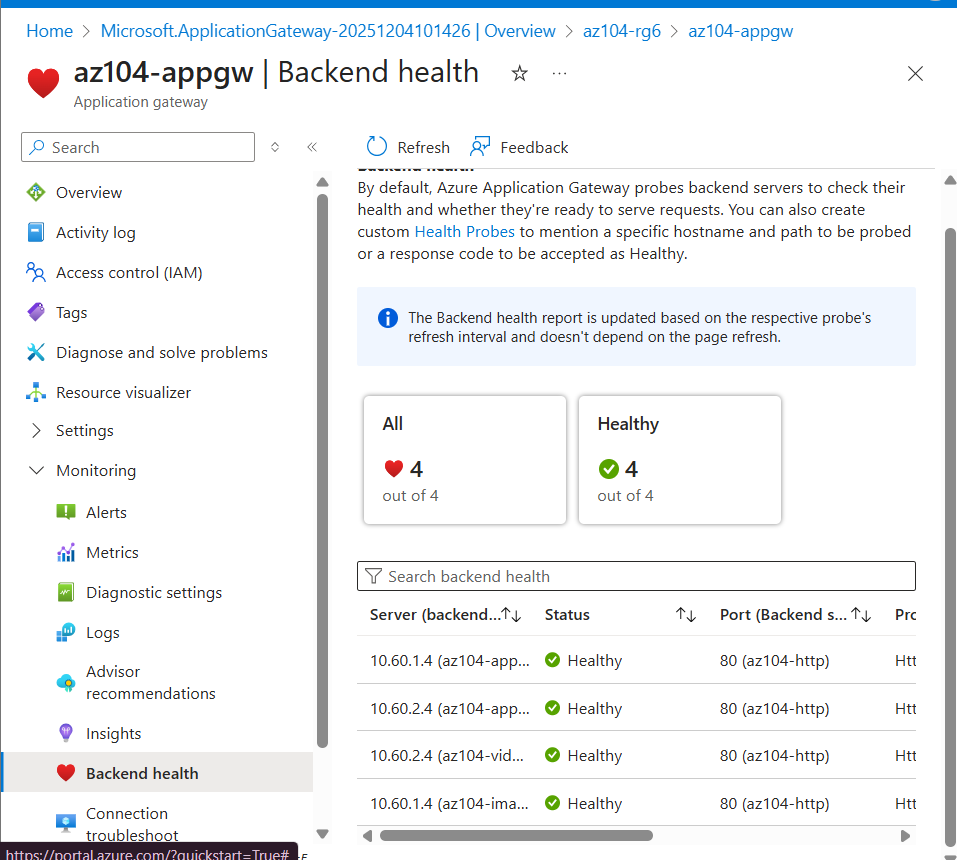 Home > Microsoft.ApplicationGateway-20251204101426 | Overview > az104-rg6 > az104-appgw
az104-appgw | Backend health
Application gateway
Search
Overview
Activity log
Access control (IAM)
Tags
Diagnose and solve problems
Resource visualizer
Settings
Monitoring
Alerts
Metrics
Diagnostic settings
Logs
Advisor
recommendations
Insights
Backend health
Connection
troubleshoot
https://portal.azure.com/?quickstart=True#
Refresh Feedback
Backend health
By default, Azure Application Gateway probes backend servers to check their
health and whether they're ready to serve requests. You can also create
custom Health Probes to mention a specific hostname and path to be probed
or a response code to be accepted as Healthy.
The Backend health report is updated based on the respective probe's
refresh interval and doesn't depend on the page refresh.
All
4
out of 4
Healthy
4
out of 4
Search backend health
Server (backend... Status Port (Backend s...
10.60.1.4 (az104-app... Healthy 80 (az104-http) Htt
10.60.2.4 (az104-app... Healthy 80 (az104-http) Htt
10.60.2.4 (az104-vid... Healthy 80 (az104-http) Htt
10.60.1.4 (az104-ima... Healthy 80 (az104-http) Htt